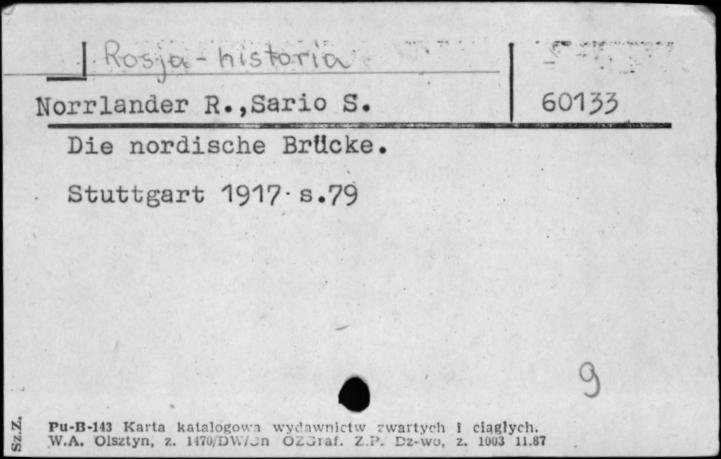 Rosja - historia
Norrlander R.,Sario S. 60133
Die nordische Brücke.
Stuttgart 1917 s.79
9
Sz.Z.
Pu-B-143 Karta katalogowa wydawnictw zwartych i ciągłych.
W.A. Olsztyn, z. 1470/DW/Jn OZGraf. Z.P. Dz-wo, z. 1003 11.87